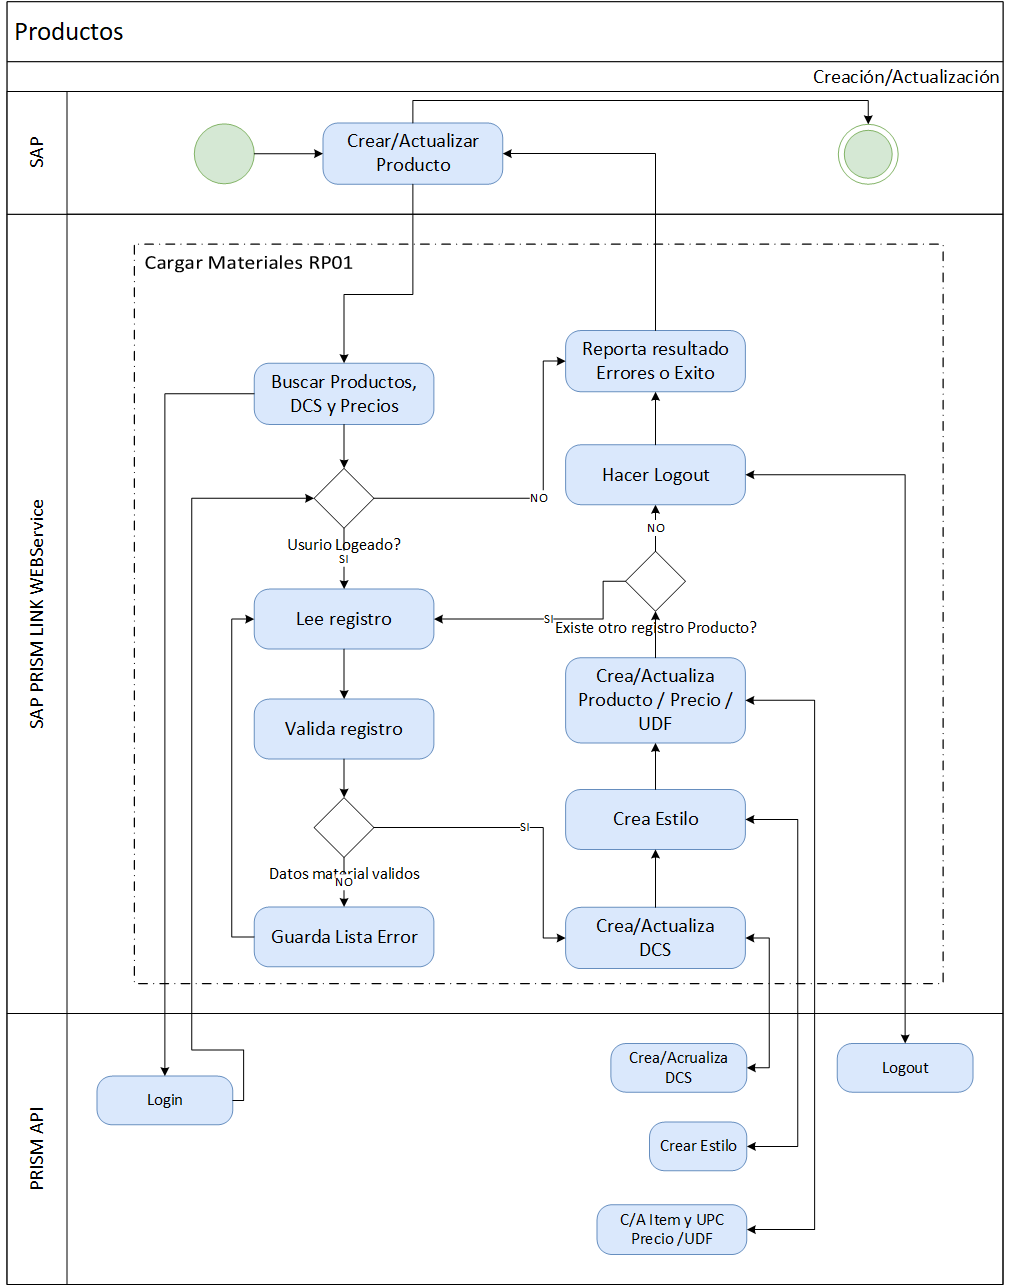 Productos
Creación/Actualización
SAP
Crear/Actualizar
Producto
SAP PRISM LINK WEBService
Cargar Materiales RP01
Reporta resultado
Errores o Exito
Buscar Productos,
DCS y Precios
Hacer Logout
NO
NO
Usurio Logeado?
SI
Lee registro
SI
Existe otro registro Producto?
Crea/Actualiza
Producto / Precio /
UDF
Valida registro
Crea Estilo
SI
Datos material validos
NO
Guarda Lista Error
Crea/Actualiza
DCS
PRISM API
Crea/Acrualiza
DCS
Logout
Login
Crear Estilo
C/A Item y UPC
Precio /UDF